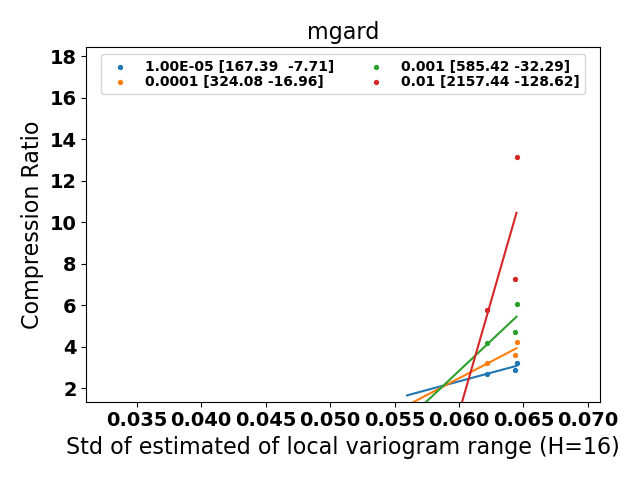 mgard
18
16
14
12
10
8
6
4
2
Compression Ratio
1.00E-05 [167.39  -7.71]
0.0001 [324.08 -16.96]
0.001 [585.42 -32.29]
0.01 [2157.44 -128.62]
0.035 0.040 0.045 0.050 0.055 0.060 0.065 0.070
Std of estimated of local variogram range (H=16)